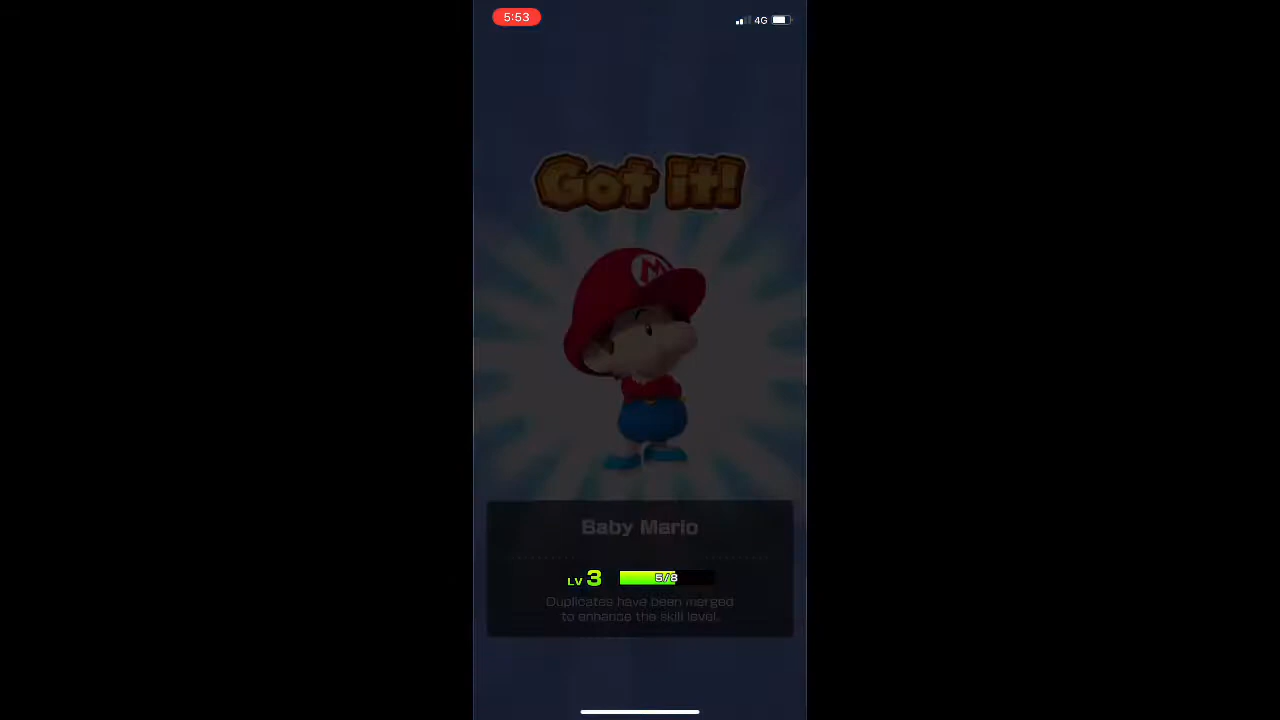 5:53
4G
Got it!
M
Baby Mario
LV 3
5/8
Duplicates have been merged
to enhance the skill level.